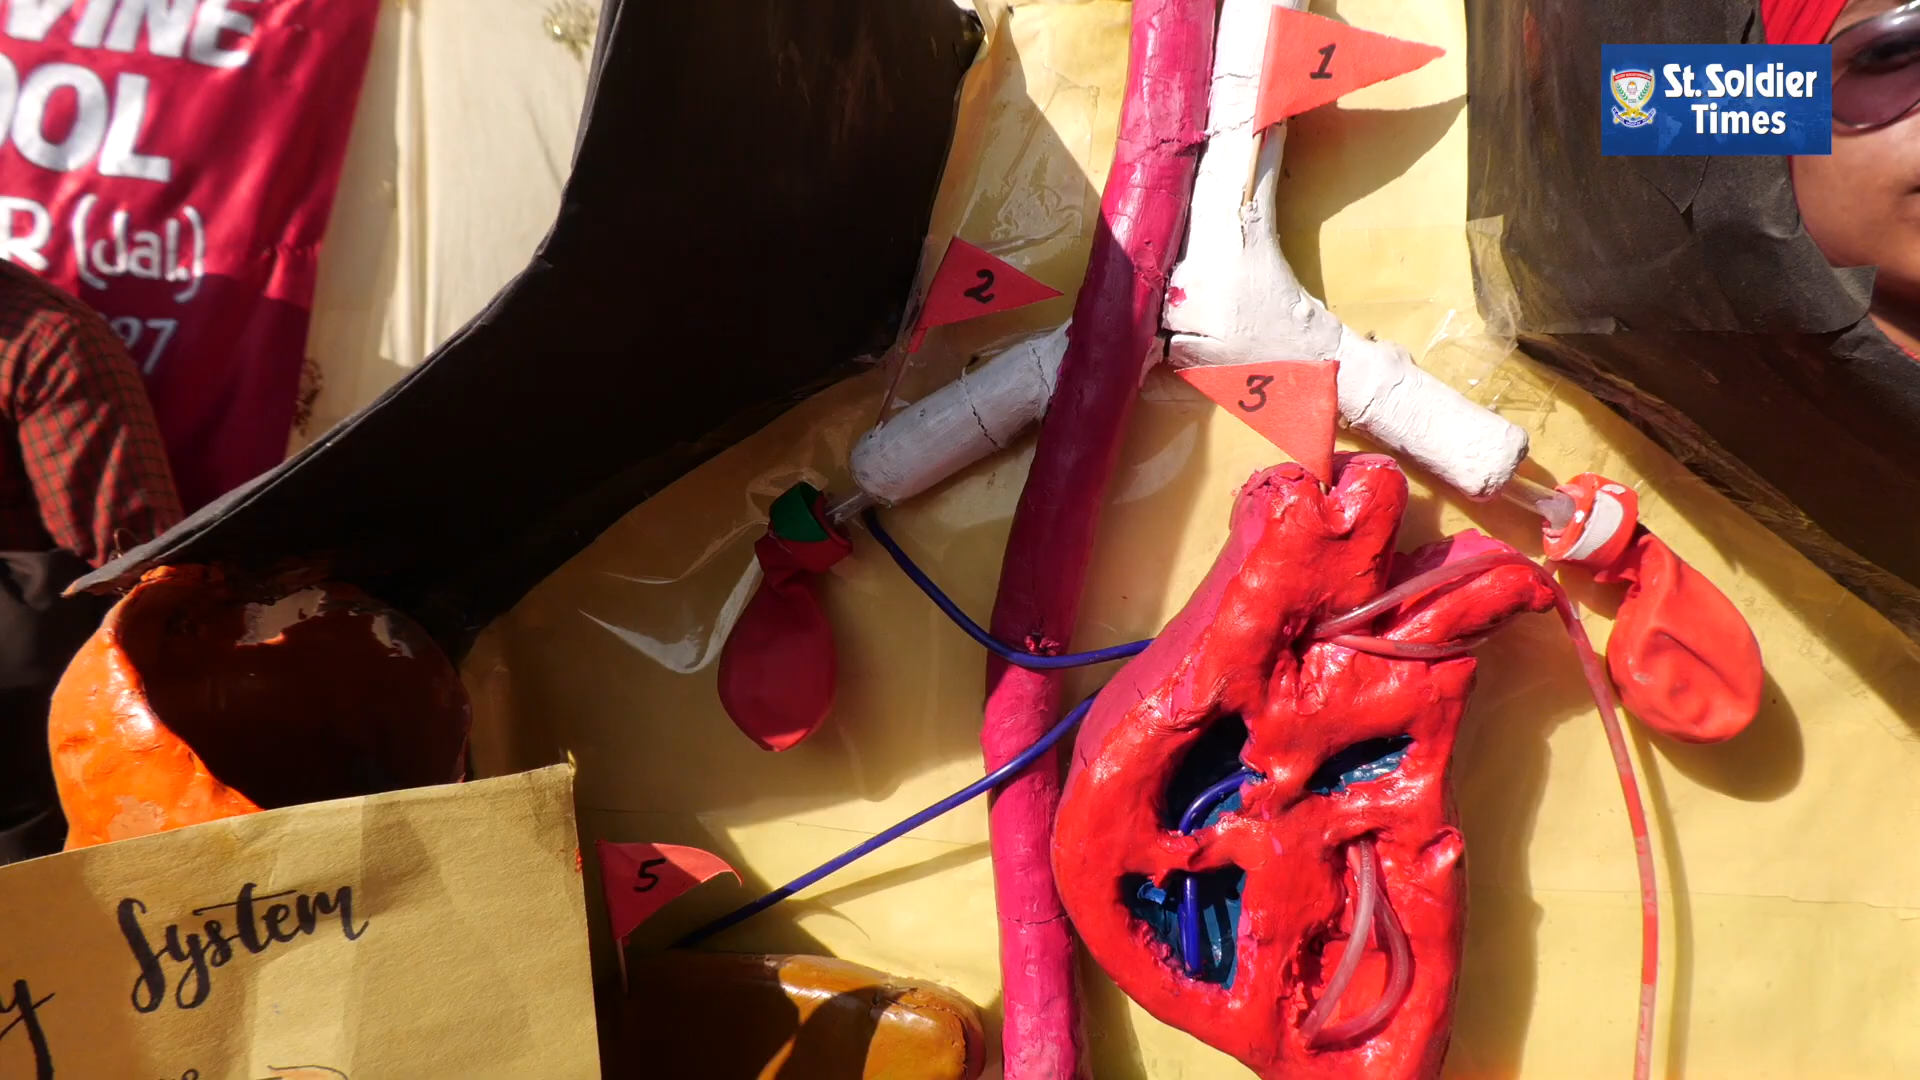 VINE
OOL
R (Jal.)
97
1
2
3
5
St. Soldier
Times
y System